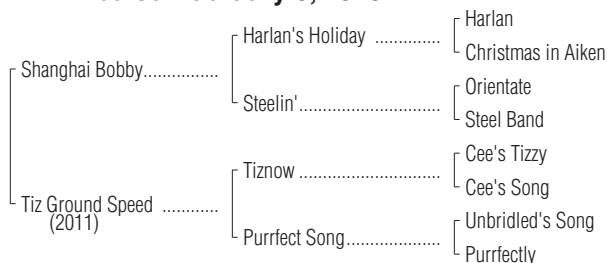 Harlan
Harlan's Holiday ..............
Christmas in Aiken
Shanghai Bobby...............
Orientate
Steelin'............................
Steel Band
Cee's Tizzy
Tiznow ............................
Cee's Song
Tiz Ground Speed ...........
(2011)
Unbridled's Song
Purrfect Song...................
Purrfectly